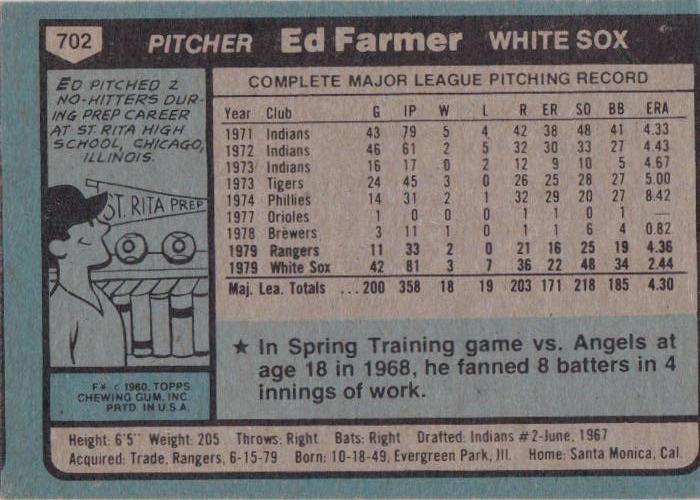 702 PITCHER Ed Farmer WHITE SOX
ED PITCHED 2
NO-HITTERS DUR-
ING PREP CAREER
AT ST. RITA HIGH
SCHOOL, CHICAGO,
ILLINOIS.
ST. RITA PREP
F✶ © 1980, TOPPS
CHEWING GUM, INC.
PRTD. IN U.S.A.
COMPLETE MAJOR LEAGUE PITCHING RECORD
Year Club G IP W L R ER SO BB ERA
1971 Indians 43 79 5 4 42 38 48 41 4.33
1972 Indians 46 61 2 5 32 30 33 27 4.43
1973 Indians 16 17 0 2 12 9 10 5 4.67
1973 Tigers 24 45 3 0 26 25 28 27 5.00
1974 Phillies 14 31 2 1 32 29 20 27 8.42
1977 Orioles 1 0 0 0 1 1 0 1 —
1978 Brewers 3 11 1 0 1 1 6 4 0.82
1979 Rangers 11 33 2 0 21 16 25 19 4.36
1979 White Sox 42 81 3 7 36 22 48 34 2.44
Maj. Lea. Totals ...200 358 18 19 203 171 218 185 4.30
★ In Spring Training game vs. Angels at
age 18 in 1968, he fanned 8 batters in 4
innings of work.
Height: 6'5" Weight: 205 Throws: Right Bats: Right Drafted: Indians #2-June, 1967
Acquired: Trade, Rangers, 6-15-79 Born: 10-18-49, Evergreen Park, Ill. Home: Santa Monica, Cal.